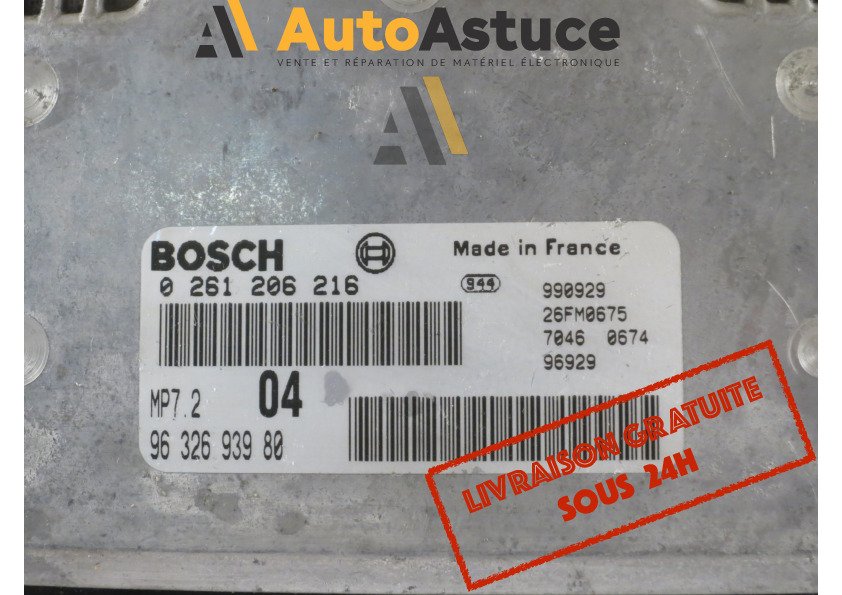 AutoAstuce
VENTE ET RÉPARATION DE MATÉRIEL ÉLECTRONIQUE
BOSCH
Made in France
0 261 206 216
944
990929
26FM0675
7046 0674
96929
MP7.2
04
96 326 939 80
LIVRAISON GRATUITE
SOUS 24H